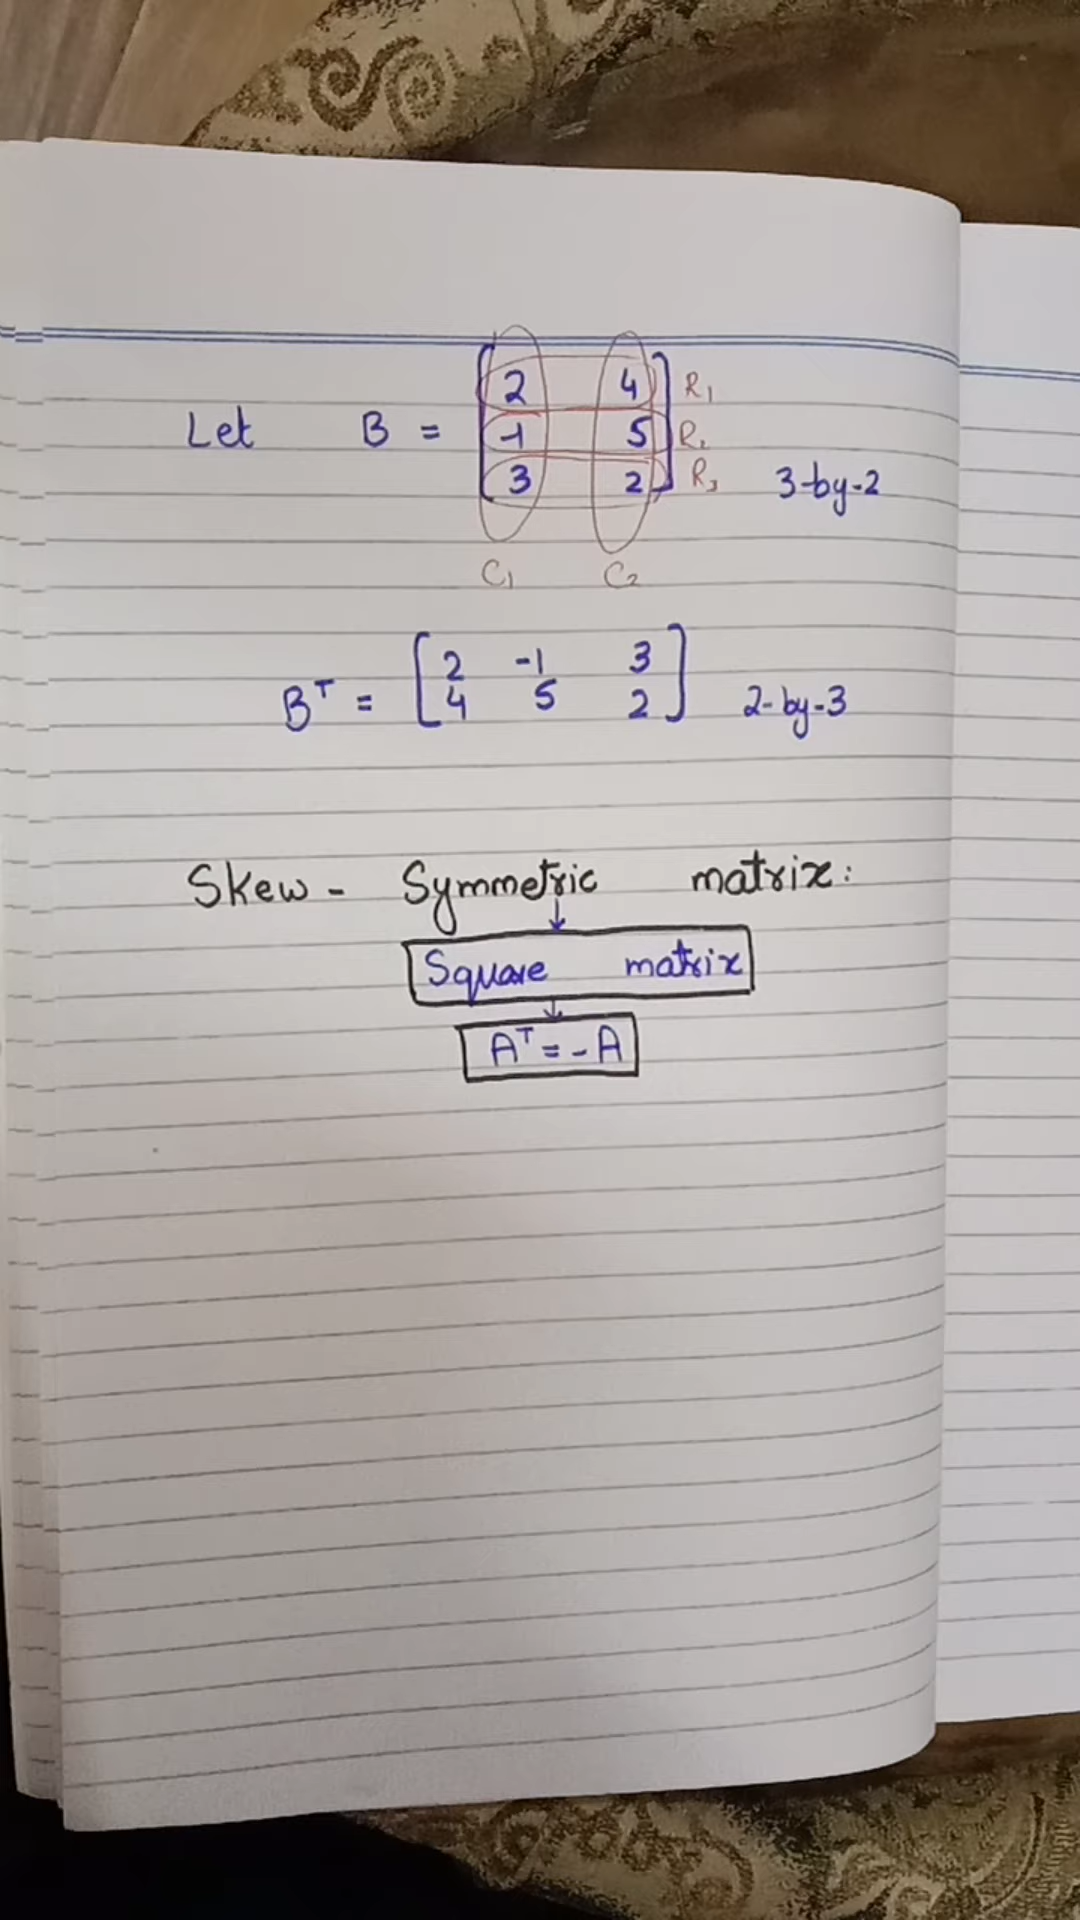 Let B = [ 2 4 ] R1
[ -1 5 ] R2
[ 3 2 ] R3 3-by-2
C1 C2
B^T = [ 2 -1 3 ]
[ 4 5 2 ] 2-by-3
Skew - Symmetric matrix:
Square matrix
A^T = -A